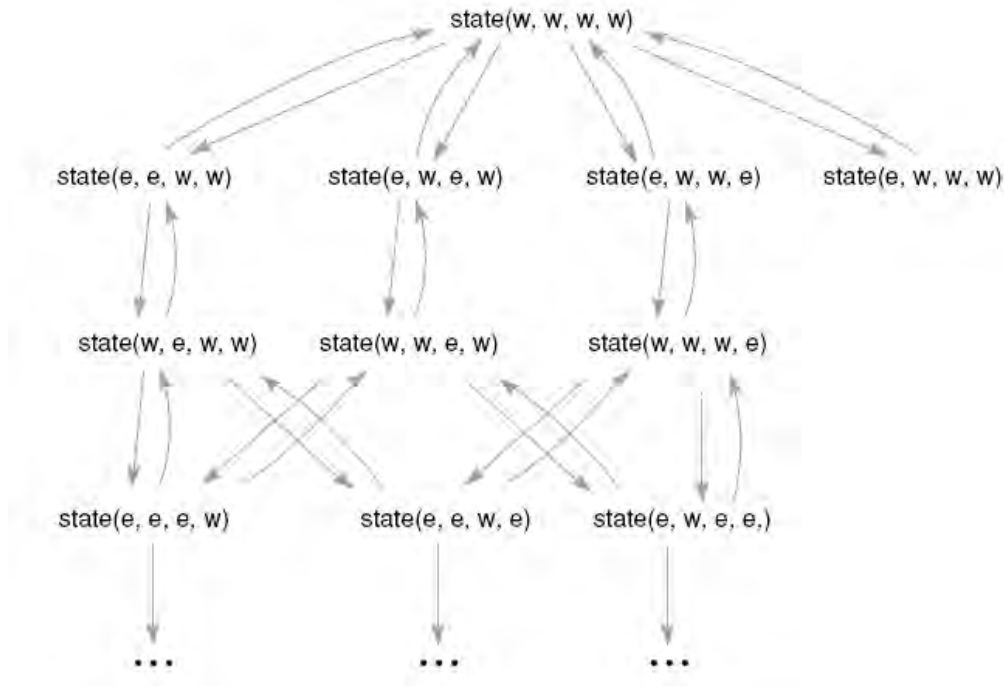 state(w, w, w, w)
state(e, e, w, w) state(e, w, e, w) state(e, w, w, e) state(e, w, w, w)
state(w, e, w, w) state(w, w, e, w) state(w, w, w, e)
state(e, e, e, w) state(e, e, w, e) state(e, w, e, e,)
... ... ...